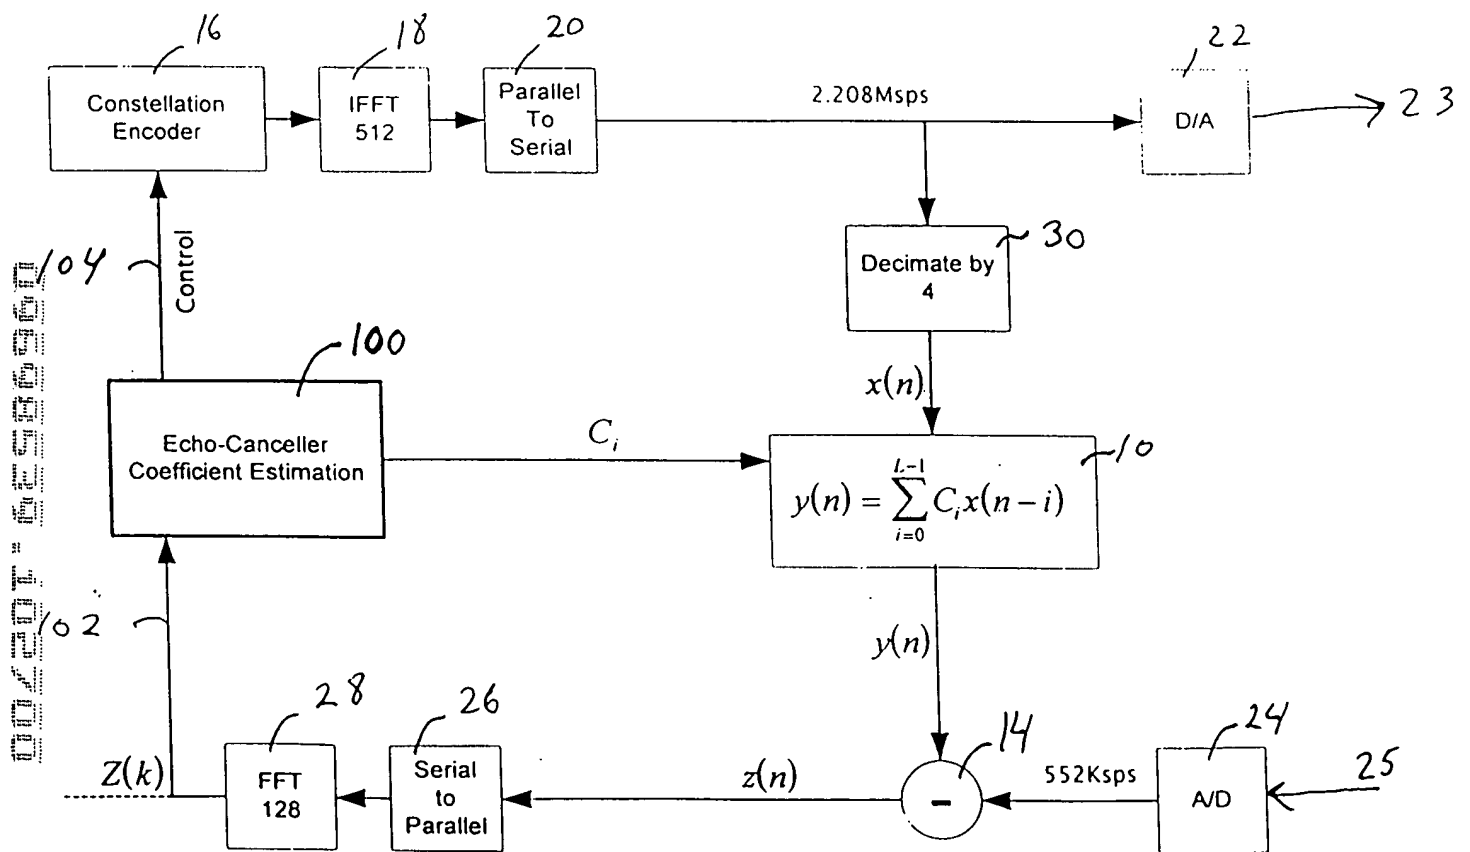 16
18
20
22
Constellation
Encoder
IFFT
512
Parallel
To
Serial
2.208Msps
D/A
23
104
Control
30
Decimate by
4
100
x(n)
Echo-Canceller
Coefficient Estimation
C_i
10
y(n) = \sum_{i=0}^{L-1} C_i x(n-i)
102
y(n)
28
26
14
24
25
Z(k)
FFT
128
Serial
to
Parallel
z(n)
-
552Ksps
A/D